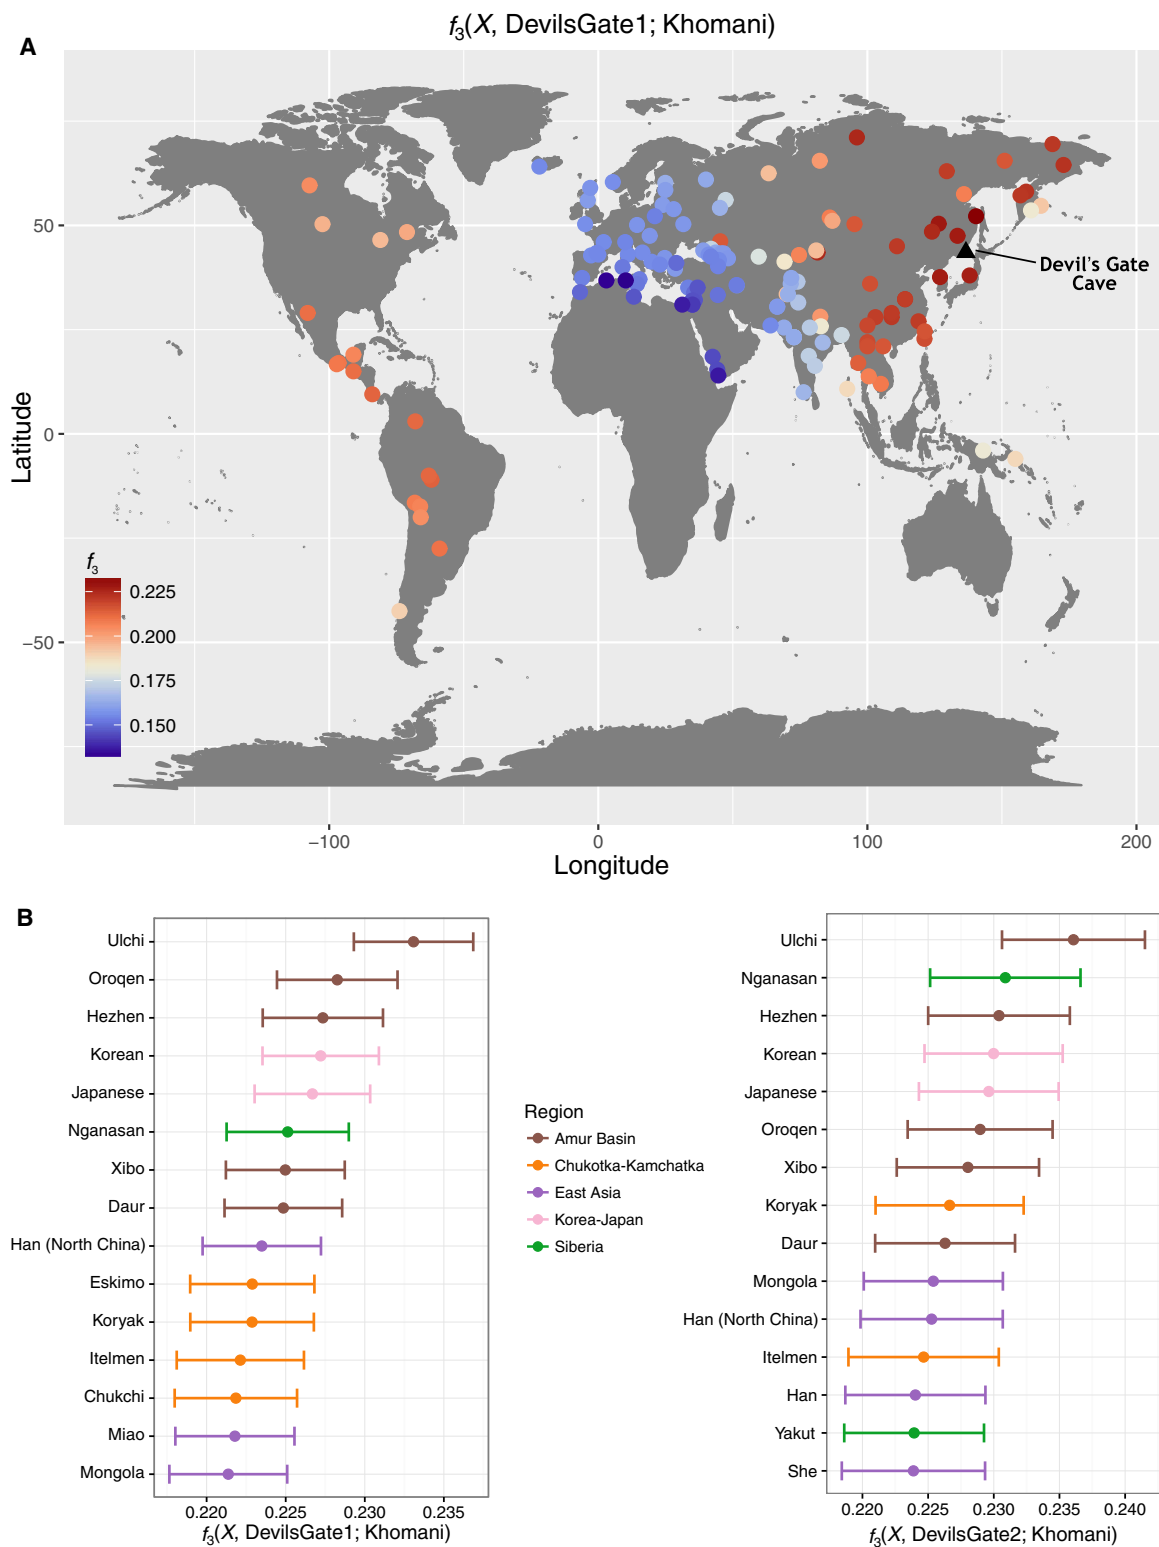 f3(X, DevilsGate1; Khomani)
A
50
0
−50
Latitude
Devil's Gate
Cave
f3
0.225
0.200
0.175
0.150
−100
0
100
200
Longitude
B
Ulchi
Oroqen
Hezhen
Korean
Japanese
Nganasan
Xibo
Daur
Han (North China)
Eskimo
Koryak
Itelmen
Chukchi
Miao
Mongola
0.220
0.225
0.230
0.235
f3(X, DevilsGate1; Khomani)
Region
Amur Basin
Chukotka-Kamchatka
East Asia
Korea-Japan
Siberia
Ulchi
Nganasan
Hezhen
Korean
Japanese
Oroqen
Xibo
Koryak
Daur
Mongola
Han (North China)
Itelmen
Han
Yakut
She
0.220
0.225
0.230
0.235
0.240
f3(X, DevilsGate2; Khomani)